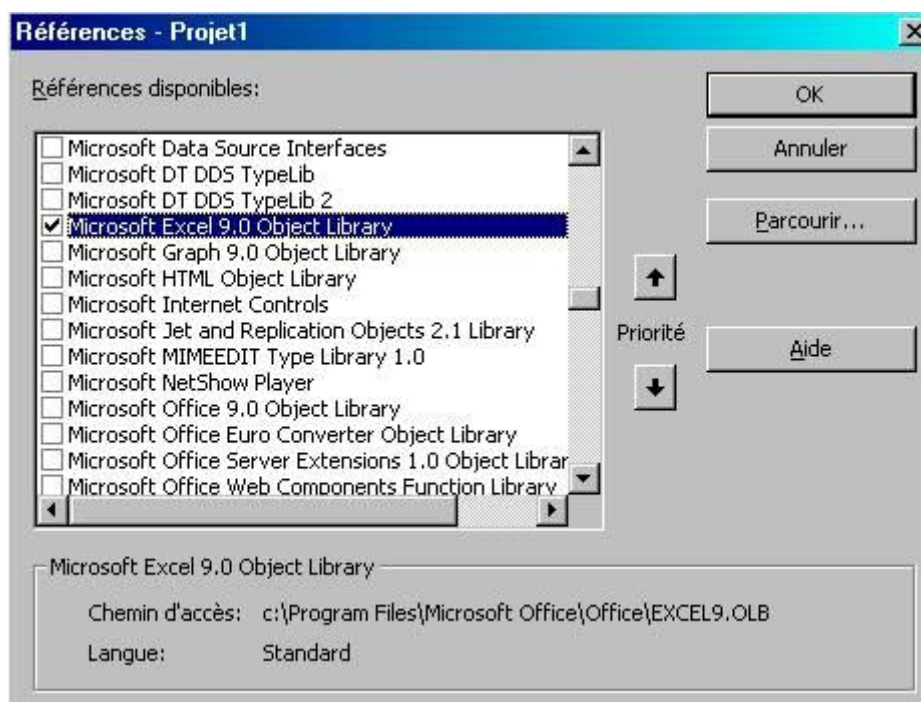 Références - Projet1
Références disponibles:
Microsoft Data Source Interfaces
Microsoft DT DDS TypeLib
Microsoft DT DDS TypeLib 2
Microsoft Excel 9.0 Object Library
Microsoft Graph 9.0 Object Library
Microsoft HTML Object Library
Microsoft Internet Controls
Microsoft Jet and Replication Objects 2.1 Library
Microsoft MIMEEDIT Type Library 1.0
Microsoft NetShow Player
Microsoft Office 9.0 Object Library
Microsoft Office Euro Converter Object Library
Microsoft Office Server Extensions 1.0 Object Librar
Microsoft Office Web Components Function Library
OK
Annuler
Parcourir...
Priorité
Aide
Microsoft Excel 9.0 Object Library
Chemin d'accès: c:\Program Files\Microsoft Office\Office\EXCEL9.OLB
Langue: Standard